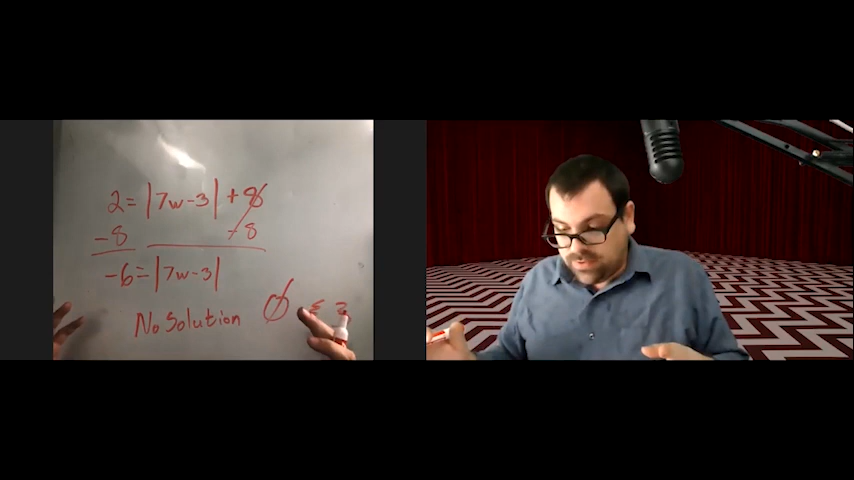 2 = |7w - 3| + 8
- 8 - 8
-6 = |7w - 3|
No Solution ∅